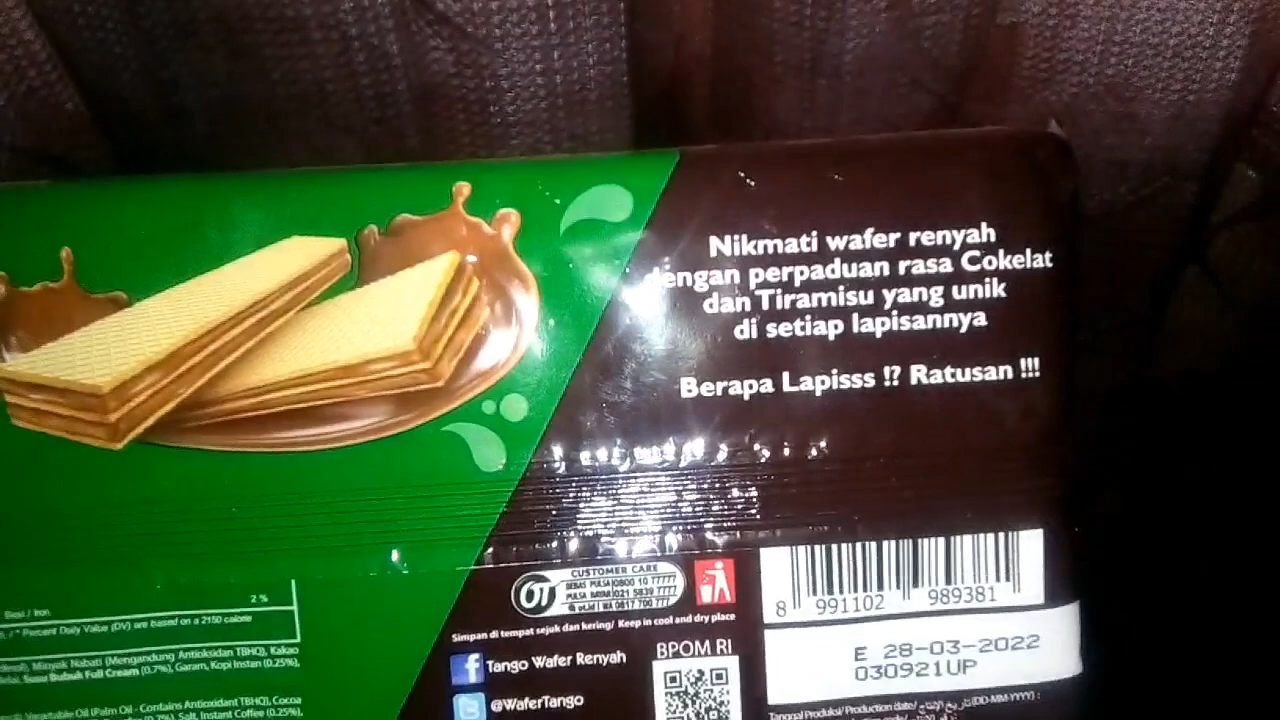 Nikmati wafer renyah
dengan perpaduan rasa Cokelat
dan Tiramisu yang unik
di setiap lapisannya
Berapa Lapisss !? Ratusan !!!
Besi / Iron 2 %
/ * Percent Daily Value (DV) are based on a 2150 calorie
Minyak Nabati (Mengandung Antioksidan TBHQ), Kakao
Susu Bubuk Full Cream (0.7%), Garam, Kopi Instan (0.25%),
Vegetable Oil (Palm Oil - Contains Antioxidant TBHQ), Cocoa
Salt, Instant Coffee (0.25%),
OT
CUSTOMER CARE
BEBAS PULSA 0800 10 77777
PULSA BAYAR 021 5839 7777
WA 0817 700 777
Simpan di tempat sejuk dan kering/ Keep in cool and dry place
Tango Wafer Renyah
@WaferTango
BPOM RI
8 991102 989381
E 28-03-2022
030921UP
Tanggal Produksi/ Production date/ (DD-MM-YYYY) :